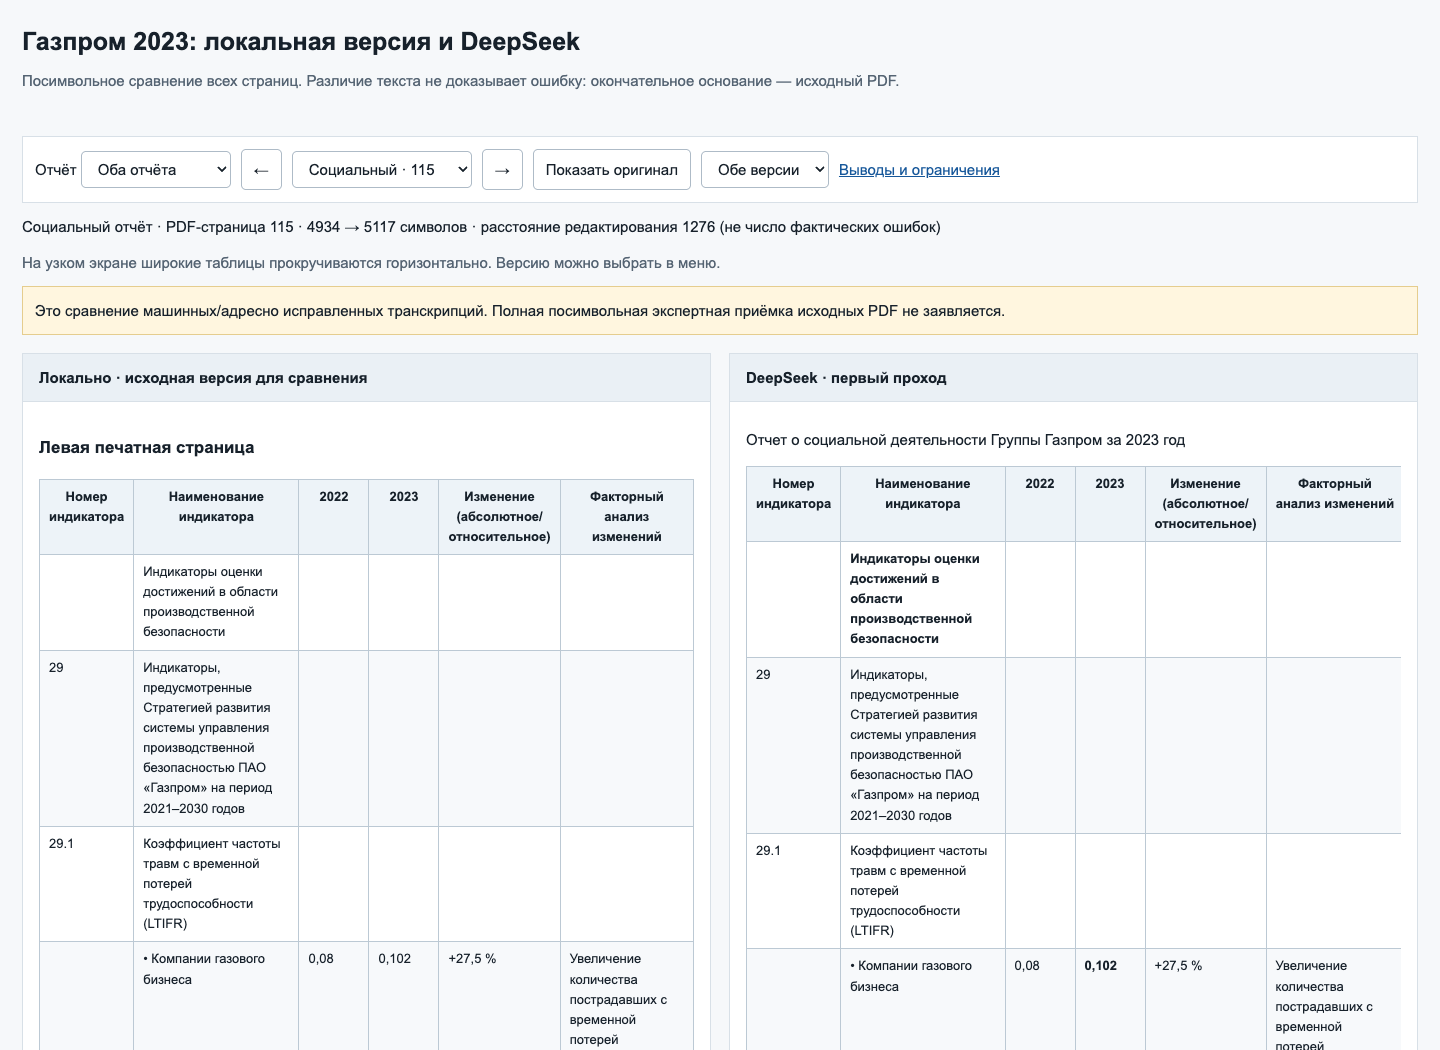 Газпром 2023: локальная версия и DeepSeek
Посимвольное сравнение всех страниц. Различие текста не доказывает ошибку: окончательное основание — исходный PDF.
Отчёт Оба отчёта ← Социальный · 115 → Показать оригинал Обе версии Выводы и ограничения
Социальный отчёт · PDF-страница 115 · 4934 → 5117 символов · расстояние редактирования 1276 (не число фактических ошибок)
На узком экране широкие таблицы прокручиваются горизонтально. Версию можно выбрать в меню.
Это сравнение машинных/адресно исправленных транскрипций. Полная посимвольная экспертная приёмка исходных PDF не заявляется.
Локально · исходная версия для сравнения
Левая печатная страница
Номер
индикатора
Наименование
индикатора
2022
2023
Изменение
(абсолютное/
относительное)
Факторный
анализ
изменений
Индикаторы оценки
достижений в области
производственной
безопасности
29
Индикаторы,
предусмотренные
Стратегией развития
системы управления
производственной
безопасностью ПАО
«Газпром» на период
2021–2030 годов
29.1
Коэффициент частоты
травм с временной
потерей
трудоспособности
(LTIFR)
• Компании газового
бизнеса
0,08
0,102
+27,5 %
Увеличение
количества
пострадавших с
временной
потерей
DeepSeek · первый проход
Отчет о социальной деятельности Группы Газпром за 2023 год
Номер
индикатора
Наименование
индикатора
2022
2023
Изменение
(абсолютное/
относительное)
Факторный
анализ изменений
Индикаторы оценки
достижений в
области
производственной
безопасности
29
Индикаторы,
предусмотренные
Стратегией развития
системы управления
производственной
безопасностью ПАО
«Газпром» на период
2021–2030 годов
29.1
Коэффициент частоты
травм с временной
потерей
трудоспособности
(LTIFR)
• Компании газового
бизнеса
0,08
0,102
+27,5 %
Увеличение
количества
пострадавших с
временной
потерей